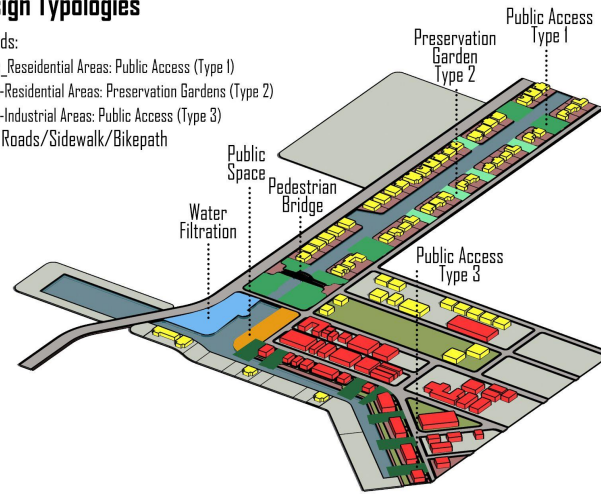 ign Typologies
ds:
_Reseidential Areas: Public Access (Type 1)
-Residential Areas: Preservation Gardens (Type 2)
-Industrial Areas: Public Access (Type 3)
Roads/Sidewalk/Bikepath
Public Access
Type 1
Preservation
Garden
Type 2
Public
Space
Pedestrian
Bridge
Water
Filtration
Public Access
Type 3